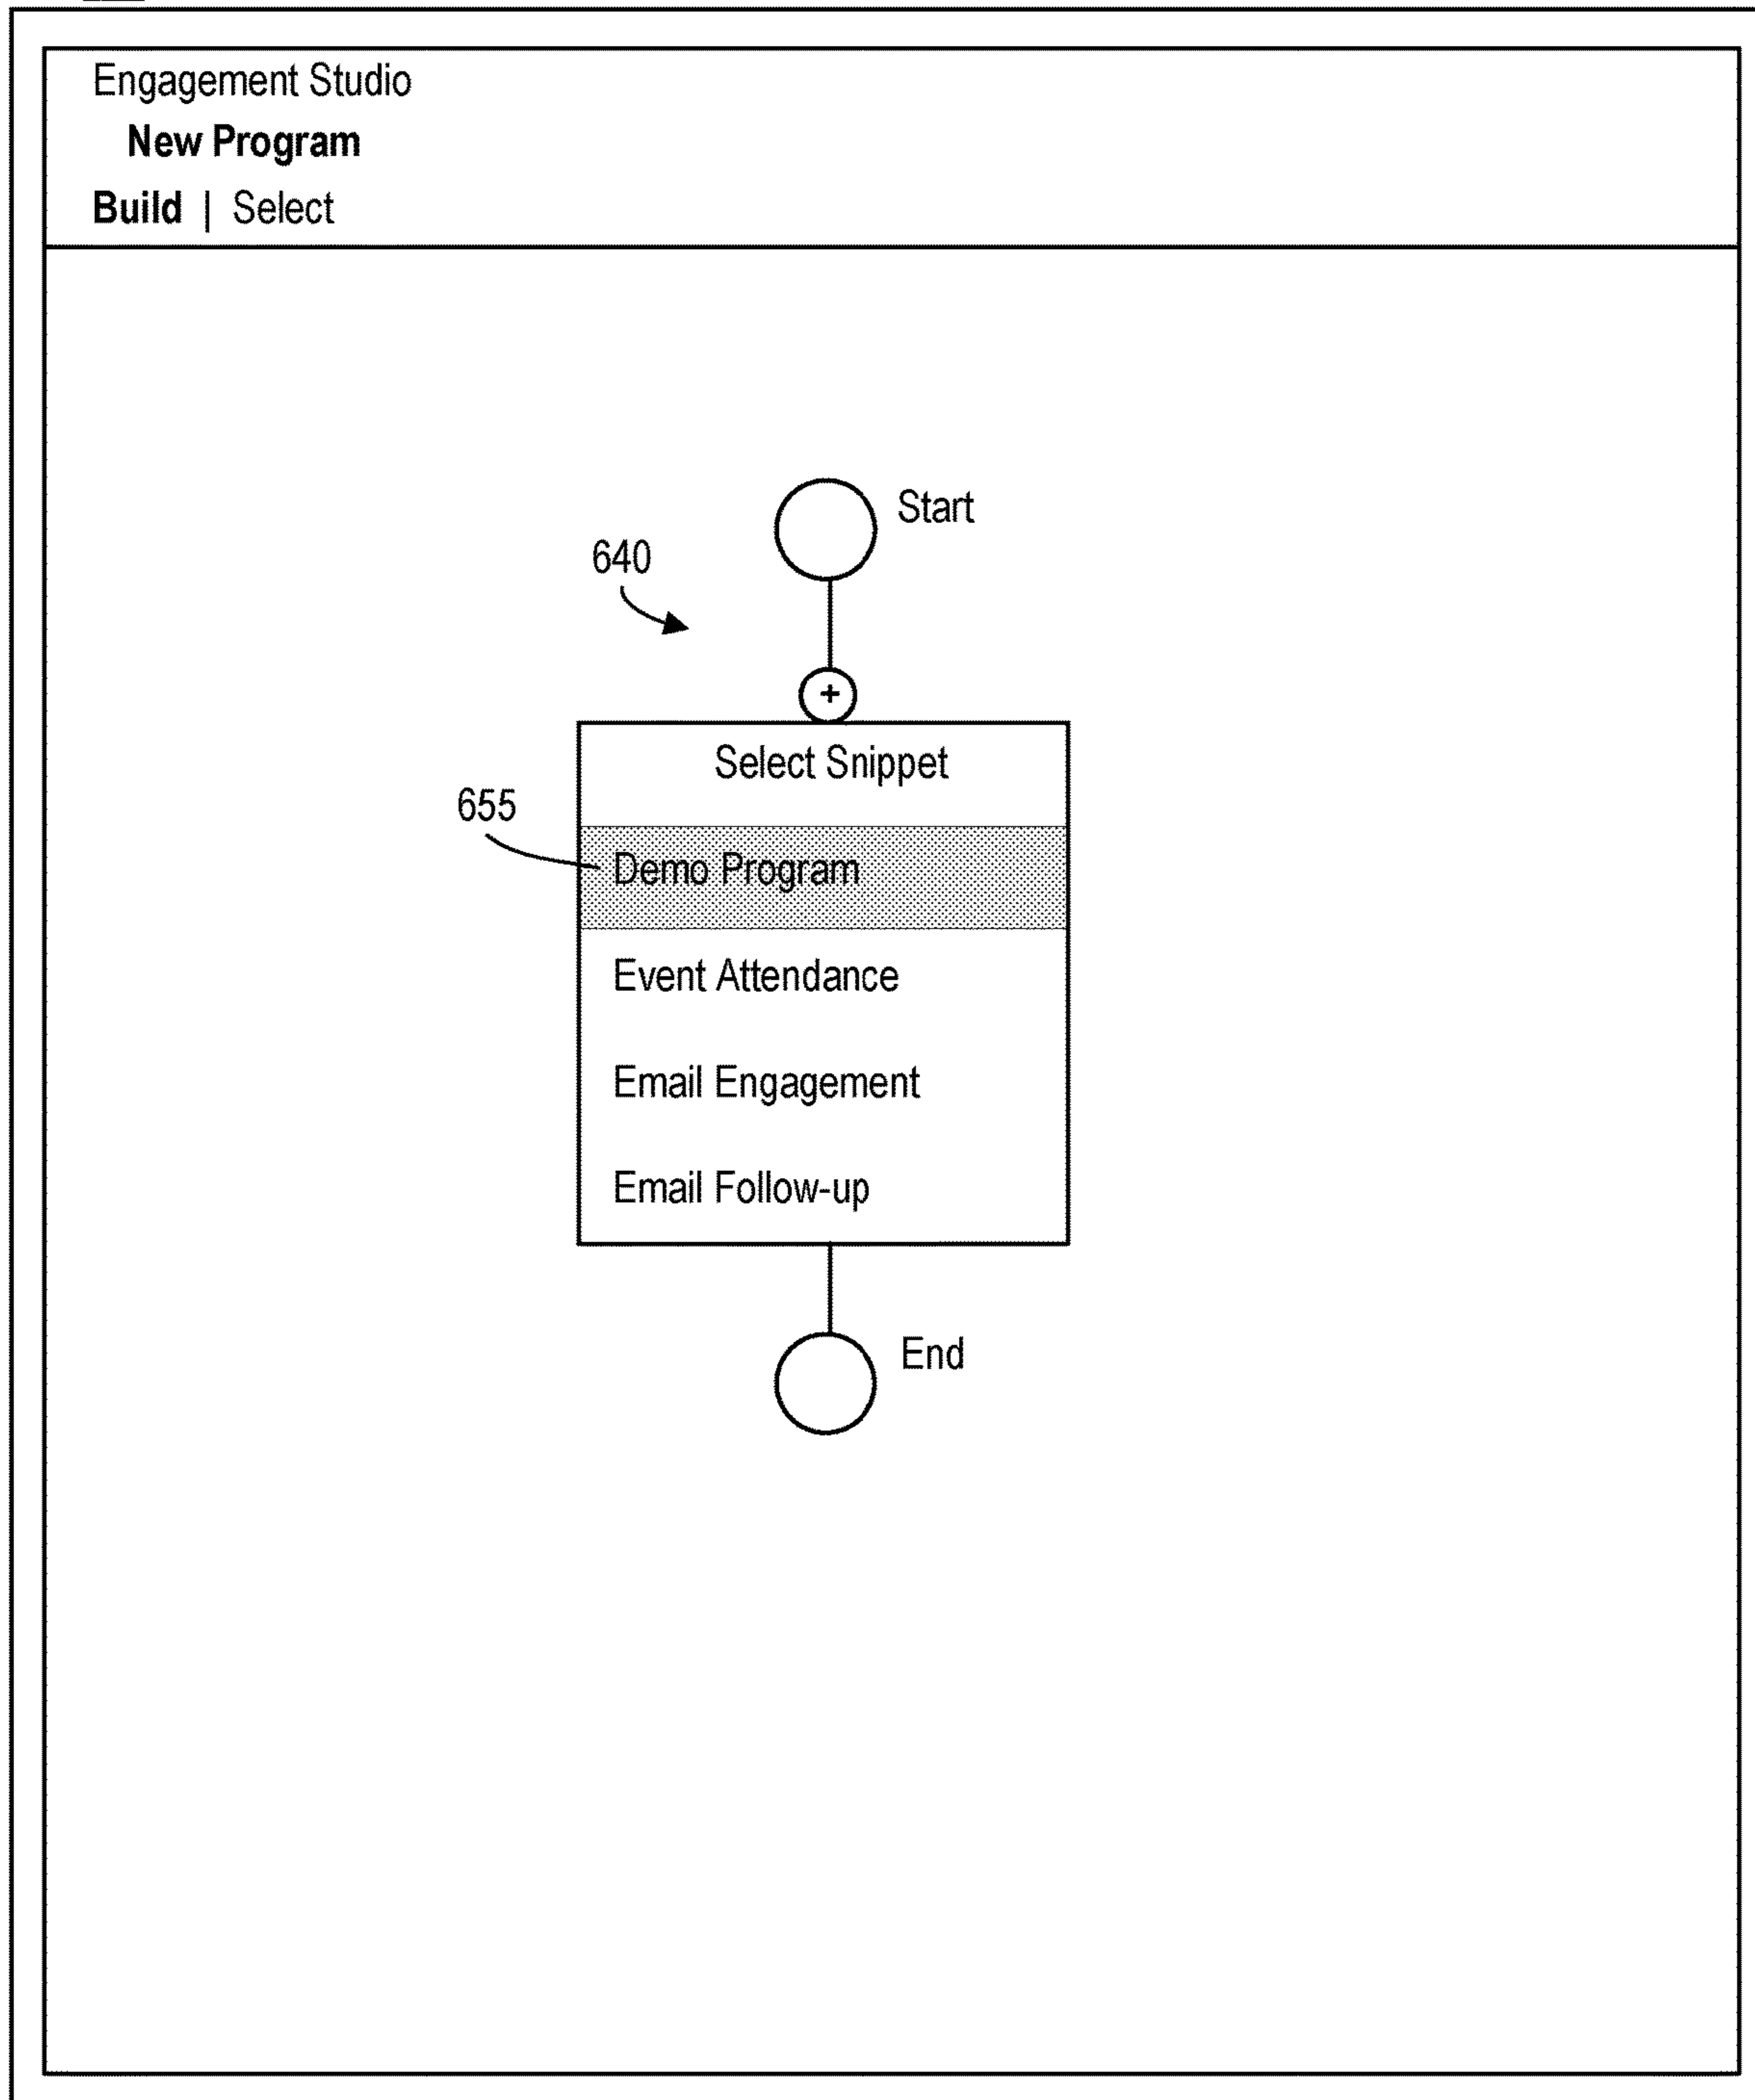 Engagement Studio
New Program
Build | Select
Start
640
+
Select Snippet
655
Demo Program
Event Attendance
Email Engagement
Email Follow-up
End